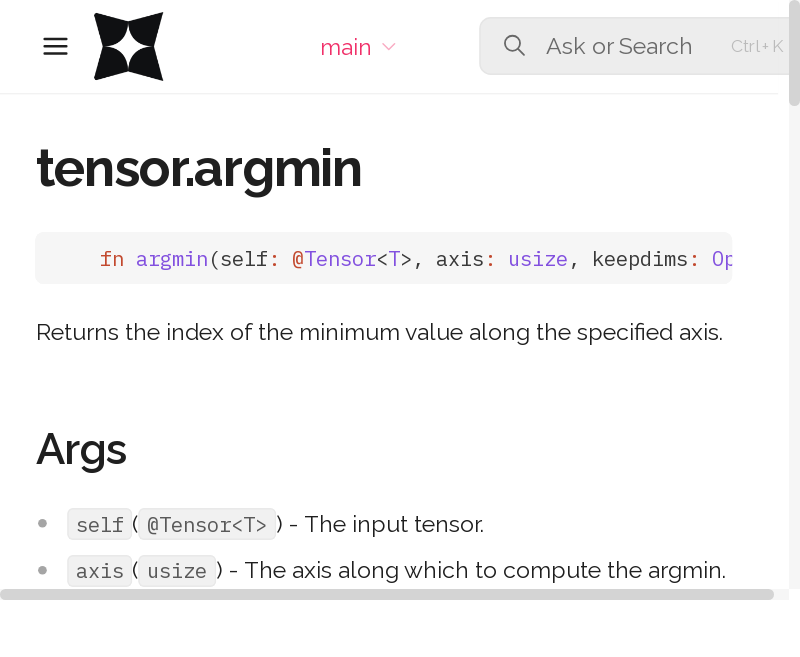 main
Ask or Search
Ctrl+K
tensor.argmin
fn argmin(self: @Tensor<T>, axis: usize, keepdims: Op
Returns the index of the minimum value along the specified axis.
Args
self(@Tensor<T>) - The input tensor.
axis(usize) - The axis along which to compute the argmin.